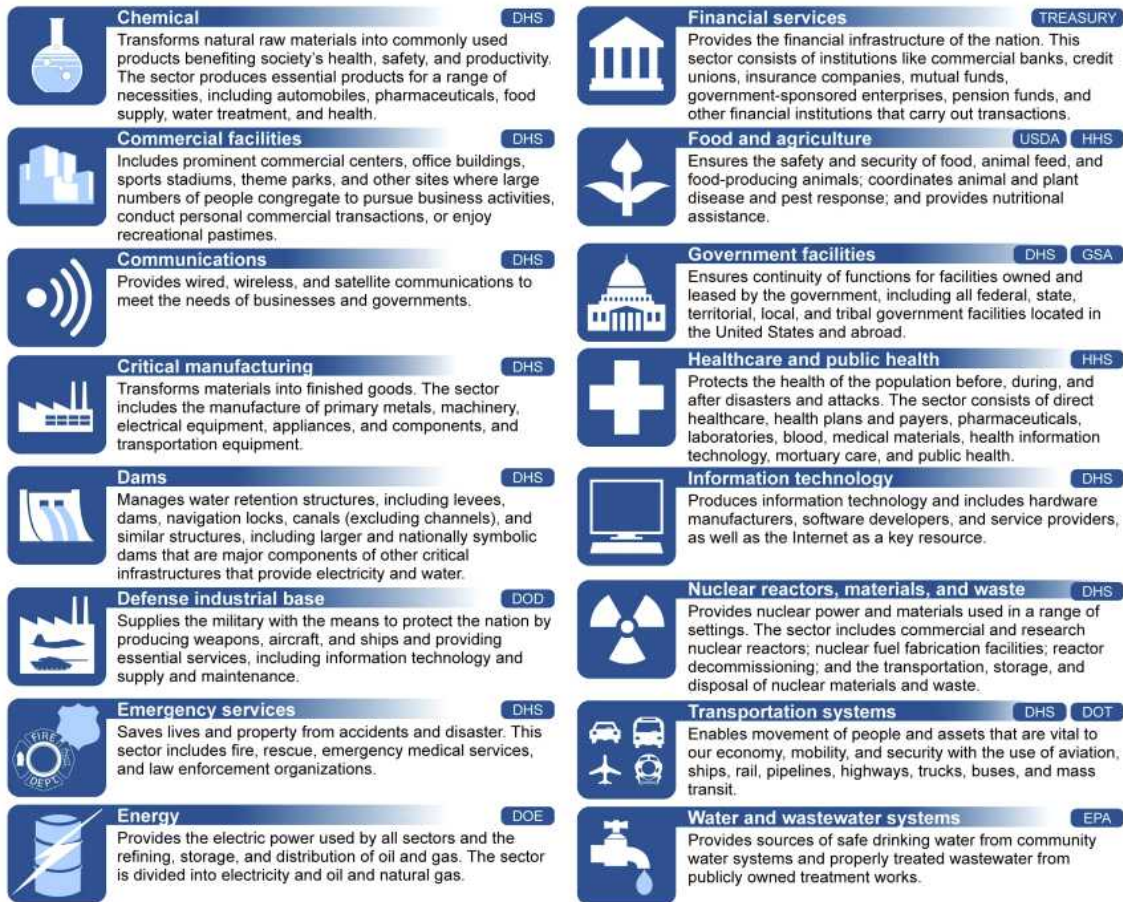 Chemical DHS
Transforms natural raw materials into commonly used
products benefiting society's health, safety, and productivity.
The sector produces essential products for a range of
necessities, including automobiles, pharmaceuticals, food
supply, water treatment, and health.
Commercial facilities DHS
Includes prominent commercial centers, office buildings,
sports stadiums, theme parks, and other sites where large
numbers of people congregate to pursue business activities,
conduct personal commercial transactions, or enjoy
recreational pastimes.
Communications DHS
Provides wired, wireless, and satellite communications to
meet the needs of businesses and governments.
Critical manufacturing DHS
Transforms materials into finished goods. The sector
includes the manufacture of primary metals, machinery,
electrical equipment, appliances, and components, and
transportation equipment.
Dams DHS
Manages water retention structures, including levees,
dams, navigation locks, canals (excluding channels), and
similar structures, including larger and nationally symbolic
dams that are major components of other critical
infrastructures that provide electricity and water.
Defense industrial base DOD
Supplies the military with the means to protect the nation by
producing weapons, aircraft, and ships and providing
essential services, including information technology and
supply and maintenance.
Emergency services DHS
FIRE
DEPT
Saves lives and property from accidents and disaster. This
sector includes fire, rescue, emergency medical services,
and law enforcement organizations.
Energy DOE
Provides the electric power used by all sectors and the
refining, storage, and distribution of oil and gas. The sector
is divided into electricity and oil and natural gas.
Financial services TREASURY
Provides the financial infrastructure of the nation. This
sector consists of institutions like commercial banks, credit
unions, insurance companies, mutual funds,
government-sponsored enterprises, pension funds, and
other financial institutions that carry out transactions.
Food and agriculture USDA HHS
Ensures the safety and security of food, animal feed, and
food-producing animals; coordinates animal and plant
disease and pest response; and provides nutritional
assistance.
Government facilities DHS GSA
Ensures continuity of functions for facilities owned and
leased by the government, including all federal, state,
territorial, local, and tribal government facilities located in
the United States and abroad.
Healthcare and public health HHS
Protects the health of the population before, during, and
after disasters and attacks. The sector consists of direct
healthcare, health plans and payers, pharmaceuticals,
laboratories, blood, medical materials, health information
technology, mortuary care, and public health.
Information technology DHS
Produces information technology and includes hardware
manufacturers, software developers, and service providers,
as well as the Internet as a key resource.
Nuclear reactors, materials, and waste DHS
Provides nuclear power and materials used in a range of
settings. The sector includes commercial and research
nuclear reactors; nuclear fuel fabrication facilities; reactor
decommissioning; and the transportation, storage, and
disposal of nuclear materials and waste.
Transportation systems DHS DOT
Enables movement of people and assets that are vital to
our economy, mobility, and security with the use of aviation,
ships, rail, pipelines, highways, trucks, buses, and mass
transit.
Water and wastewater systems EPA
Provides sources of safe drinking water from community
water systems and properly treated wastewater from
publicly owned treatment works.